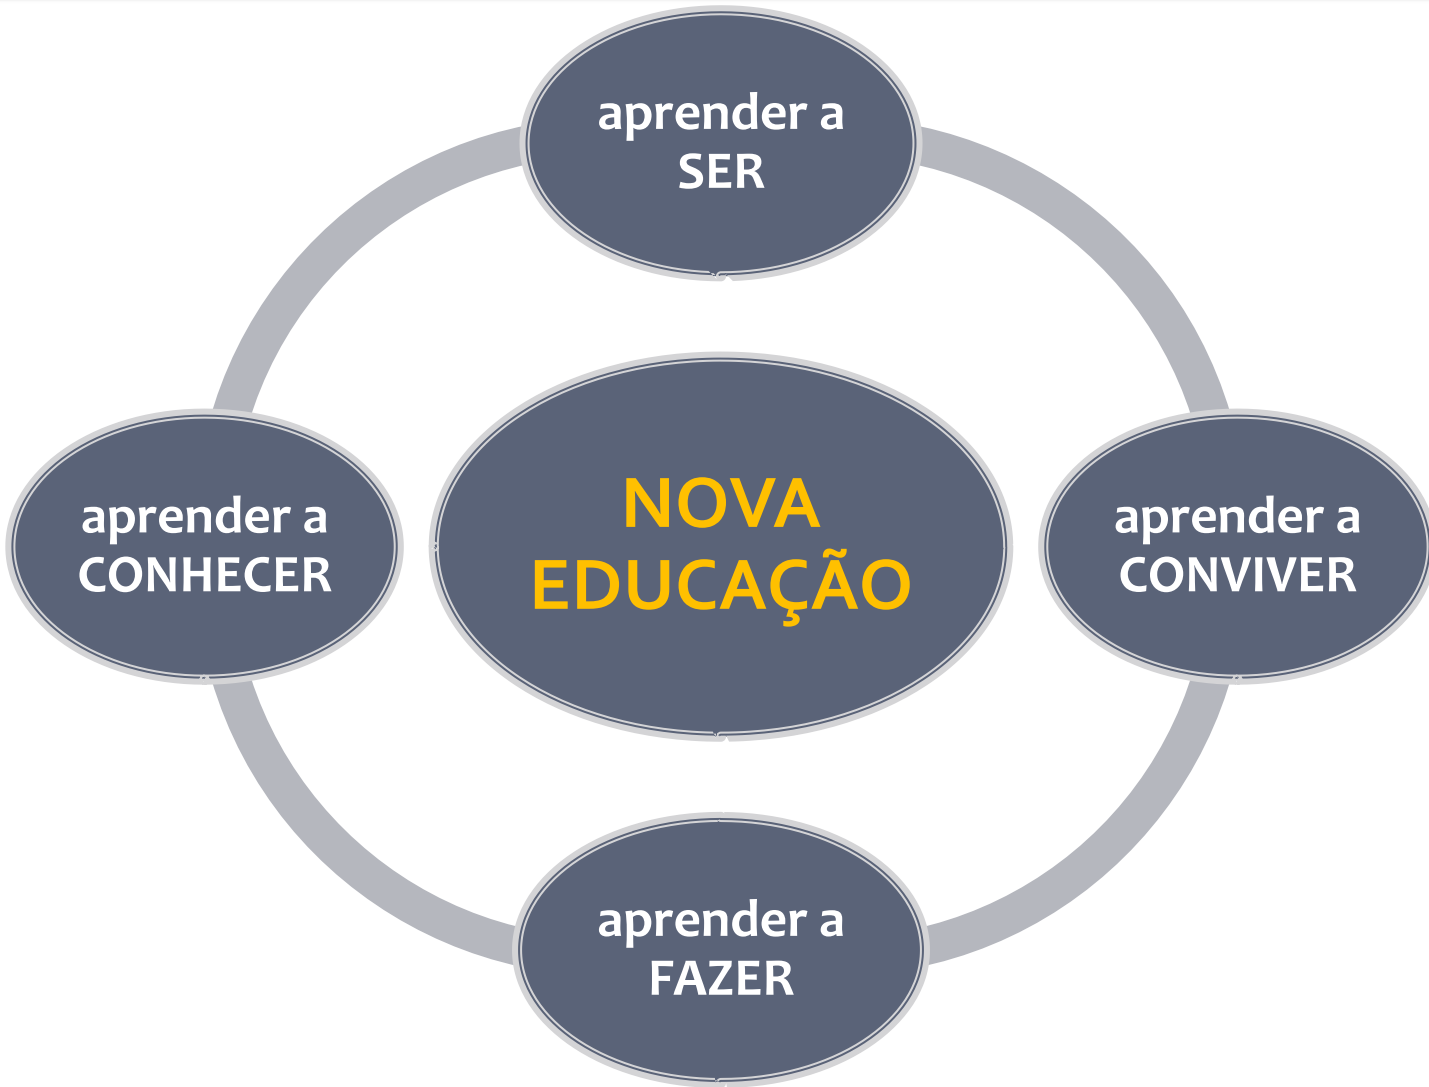 aprender a
SER
aprender a
CONHECER
NOVA
EDUCAÇÃO
aprender a
CONVIVER
aprender a
FAZER